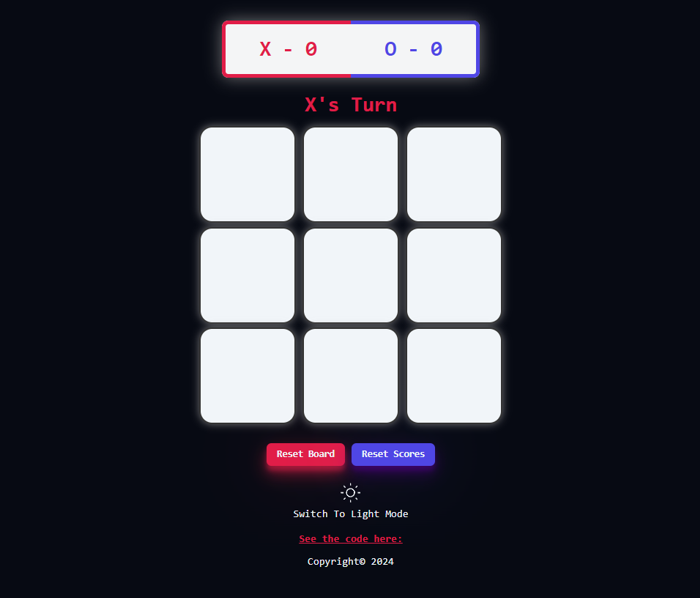 X - 0 O - 0
X's Turn
Reset Board Reset Scores
Switch To Light Mode
See the code here:
Copyright© 2024